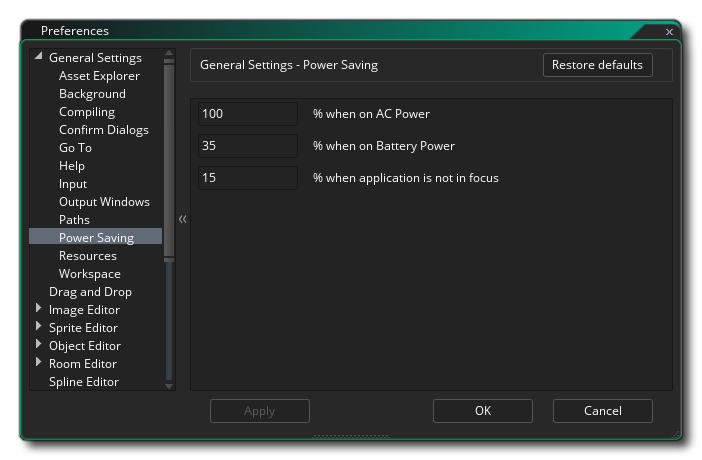 Preferences
General Settings
Asset Explorer
Background
Compiling
Confirm Dialogs
Go To
Help
Input
Output Windows
Paths
Power Saving
Resources
Workspace
Drag and Drop
Image Editor
Sprite Editor
Object Editor
Room Editor
Spline Editor
General Settings - Power Saving
Restore defaults
100 % when on AC Power
35 % when on Battery Power
15 % when application is not in focus
Apply
OK
Cancel